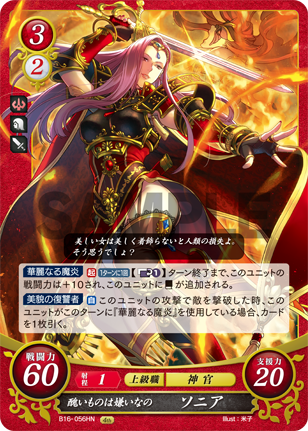 3
2
SAMPLE
美しい女は美しく着飾らないと人類の損失よ。
そう思うでしょ?
華麗なる魔炎 起 1ターンに1回 ターン終了まで、このユニットの
戦闘力は+10され、このユニットに が追加される。
美貌の復讐者 自 このユニットの攻撃で敵を撃破した時、このユ
ニットがこのターンに『華麗なる魔炎』を使用している場合、カード
を1枚引く。
戦闘力
60
射程 1
上級職
神官
支援力
20
醜いものは嫌いなの
ソニア
B16-056HN
Illust:米子